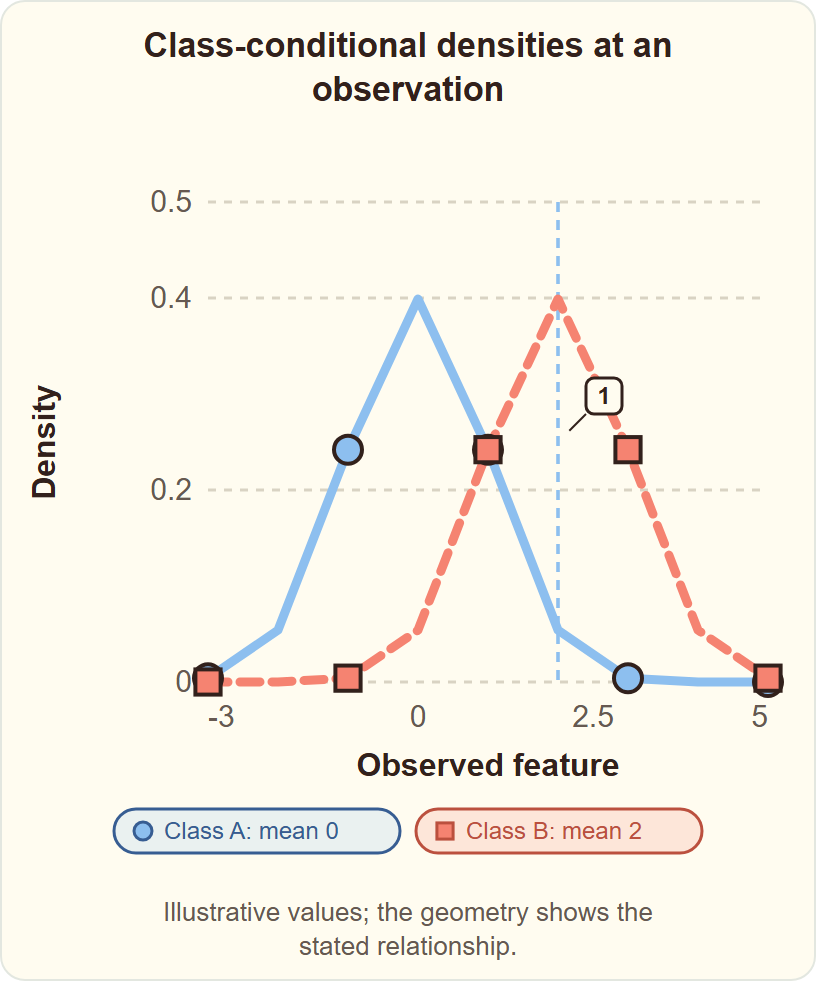 Class-conditional densities at an
observation
0.5
0.4
0.2
0
Density
1
-3
0
2.5
5
Observed feature
Class A: mean 0
Class B: mean 2
Illustrative values; the geometry shows the
stated relationship.